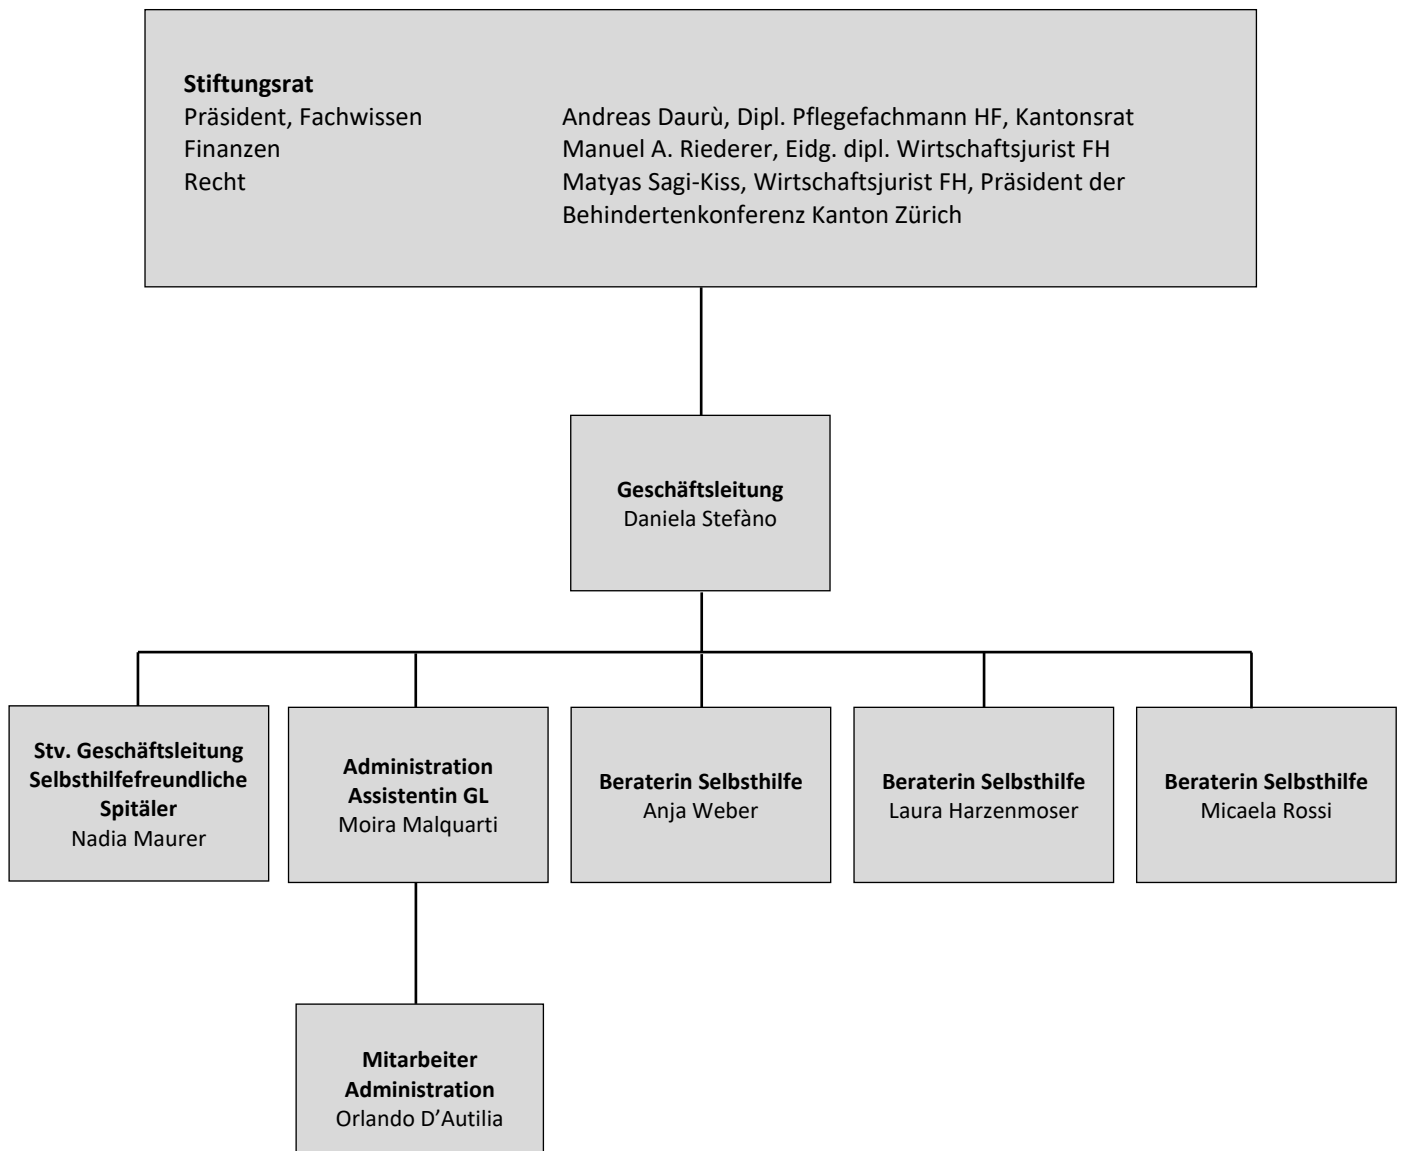 Stiftungsrat
Präsident, Fachwissen Andreas Daurù, Dipl. Pflegefachmann HF, Kantonsrat
Finanzen Manuel A. Riederer, Eidg. dipl. Wirtschaftsjurist FH
Recht Matyas Sagi-Kiss, Wirtschaftsjurist FH, Präsident der
Behindertenkonferenz Kanton Zürich
Geschäftsleitung
Daniela Stefàno
Stv. Geschäftsleitung
Selbsthilfefreundliche
Spitäler
Nadia Maurer
Administration
Assistentin GL
Moira Malquarti
Beraterin Selbsthilfe
Anja Weber
Beraterin Selbsthilfe
Laura Harzenmoser
Beraterin Selbsthilfe
Micaela Rossi
Mitarbeiter
Administration
Orlando D’Autilia